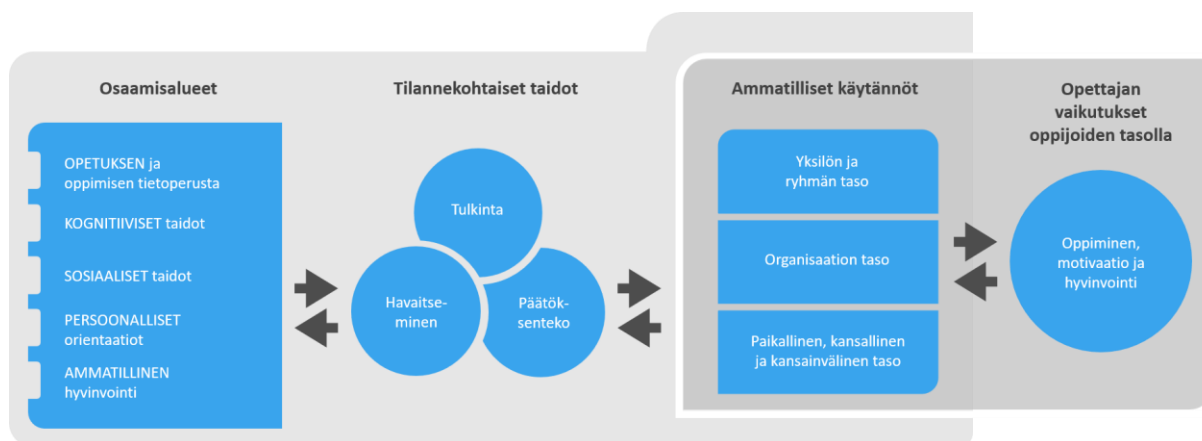 Osaamisalueet
OPETUKSEN ja
oppimisen tietoperusta
KOGNITIIVISET taidot
SOSIAALISET taidot
PERSOONALLISET
orientaatiot
AMMATILLINEN
hyvinvointi
Tilannekohtaiset taidot
Tulkinta
Havaitse-
minen
Päätök-
senteko
Ammatilliset käytännöt
Yksilön ja
ryhmän taso
Organisaation taso
Paikallinen, kansallinen
ja kansainvälinen taso
Opettajan
vaikutukset
oppijoiden tasolla
Oppiminen,
motivaatio ja
hyvinvointi